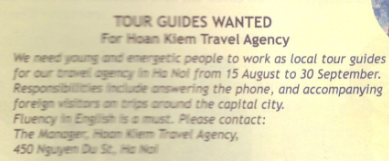 TOUR GUIDES WANTED
For Hoan Kiem Travel Agency
We need young and energetic people to work as local tour guides
for our travel agency in Ha Noi from 15 August to 30 September.
Responsibilities include answering the phone, and accompanying
foreign visitors on trips around the capital city.
Fluency in English is a must. Please contact:
The Manager, Hoan Kiem Travel Agency,
450 Nguyen Du St, Ha Noi